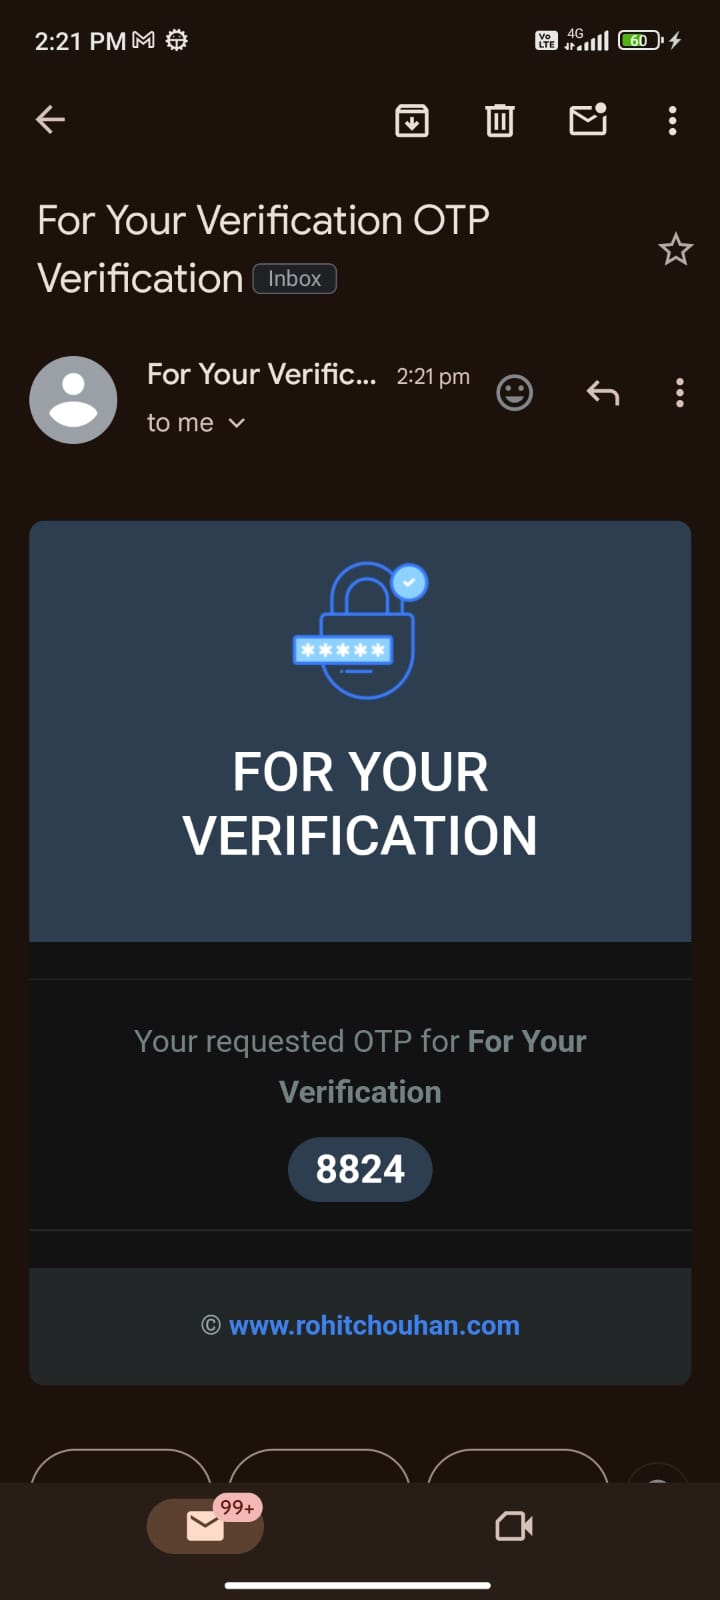 2:21 PM
Vo LTE 4G 60
For Your Verification OTP
Verification Inbox
For Your Verific... 2:21 pm
to me
*****
FOR YOUR
VERIFICATION
Your requested OTP for For Your
Verification
8824
© www.rohitchouhan.com
99+